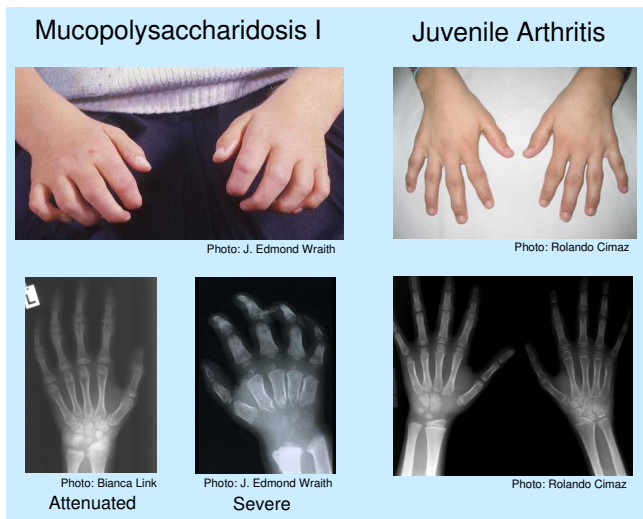 Mucopolysaccharidosis I
Juvenile Arthritis
Photo: J. Edmond Wraith
Photo: Rolando Cimaz
L
Photo: Bianca Link
Photo: J. Edmond Wraith
Photo: Rolando Cimaz
Attenuated
Severe